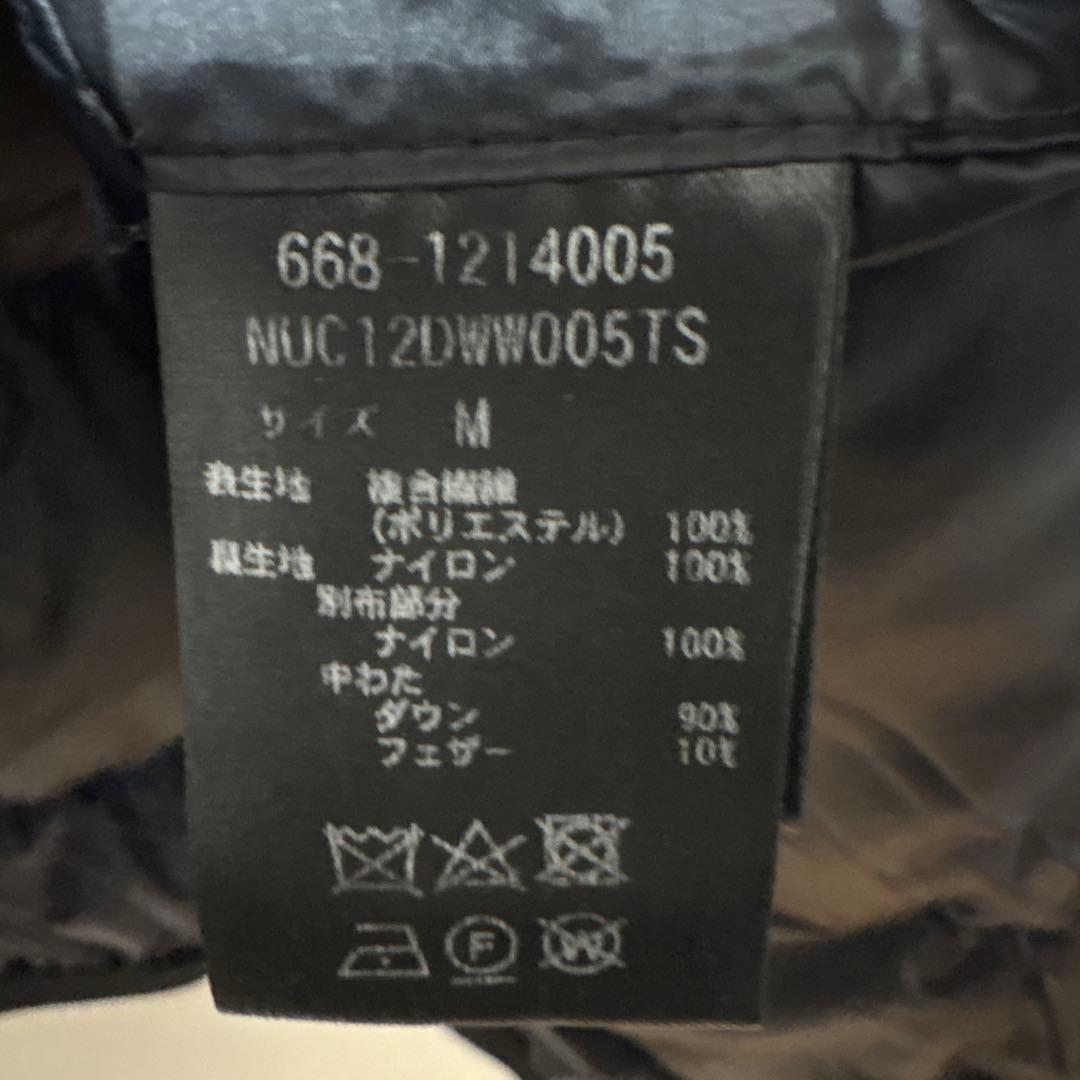 668-1214005
NUC12DWW005TS
サイズ M
表生地 複合繊維
(ポリエステル) 100%
裏生地 ナイロン 100%
別布部分
ナイロン 100%
中わた
ダウン 90%
フェザー 10%
F W